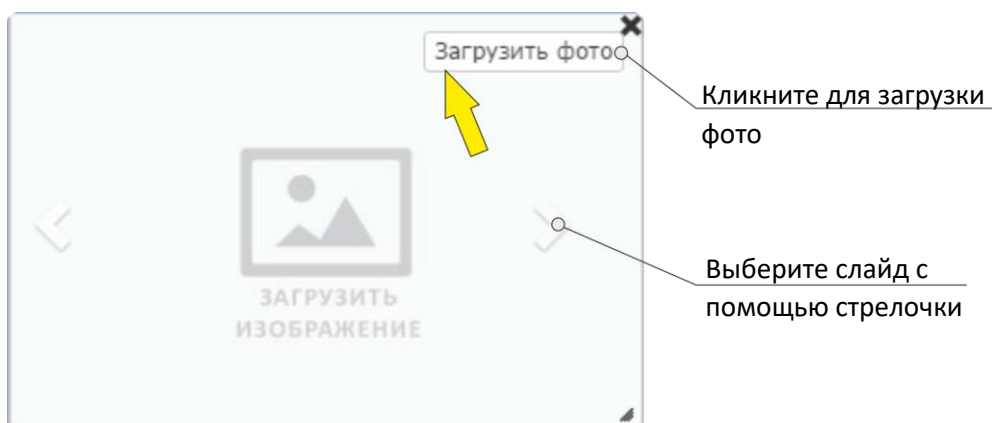 Загрузить фото
Кликните для загрузки
фото
ЗАГРУЗИТЬ
ИЗОБРАЖЕНИЕ
Выберите слайд с
помощью стрелочки